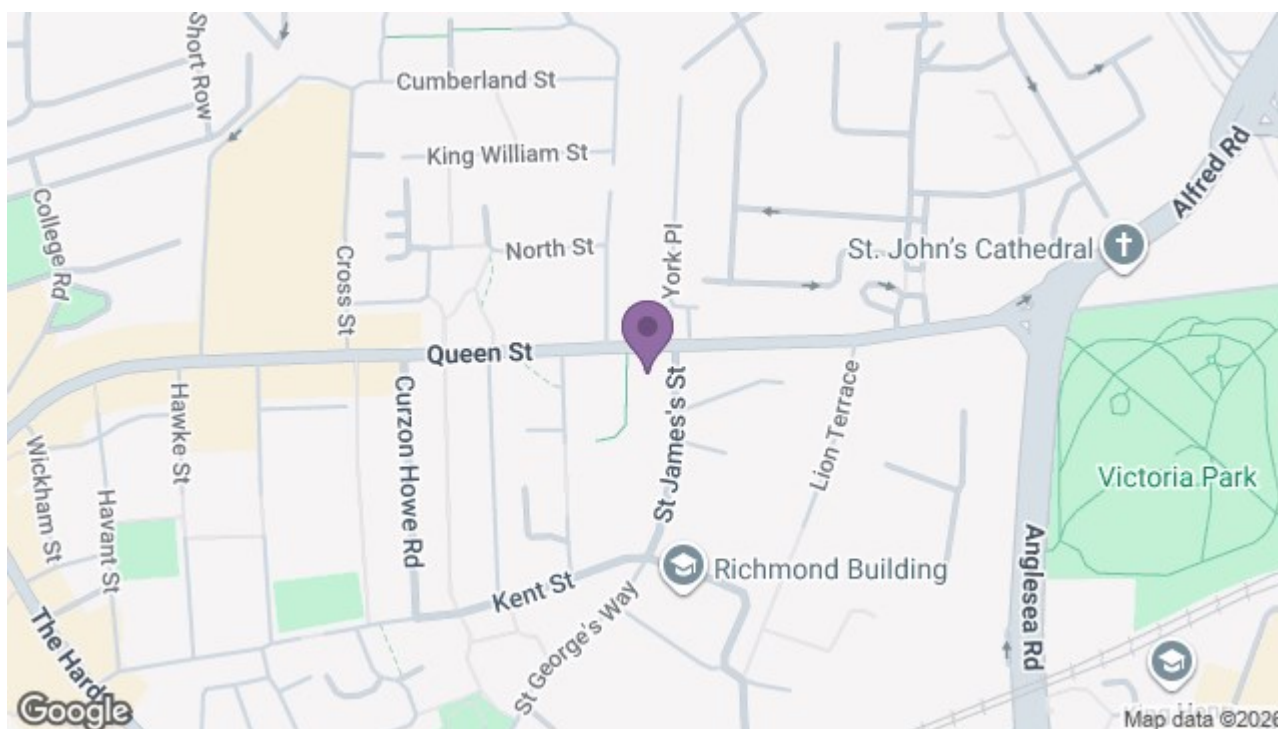 Short Row
Cumberland St
King William St
Alfred Rd
College Rd
North St
York Pl
St. John's Cathedral
Cross St
Queen St
Hawke St
Curzon Howe Rd
St James's St
Lion Terrace
Victoria Park
Wickham St
Havant St
Richmond Building
Kent St
Anglesea Rd
St George's Way
The Hard
Google
Map data ©2026